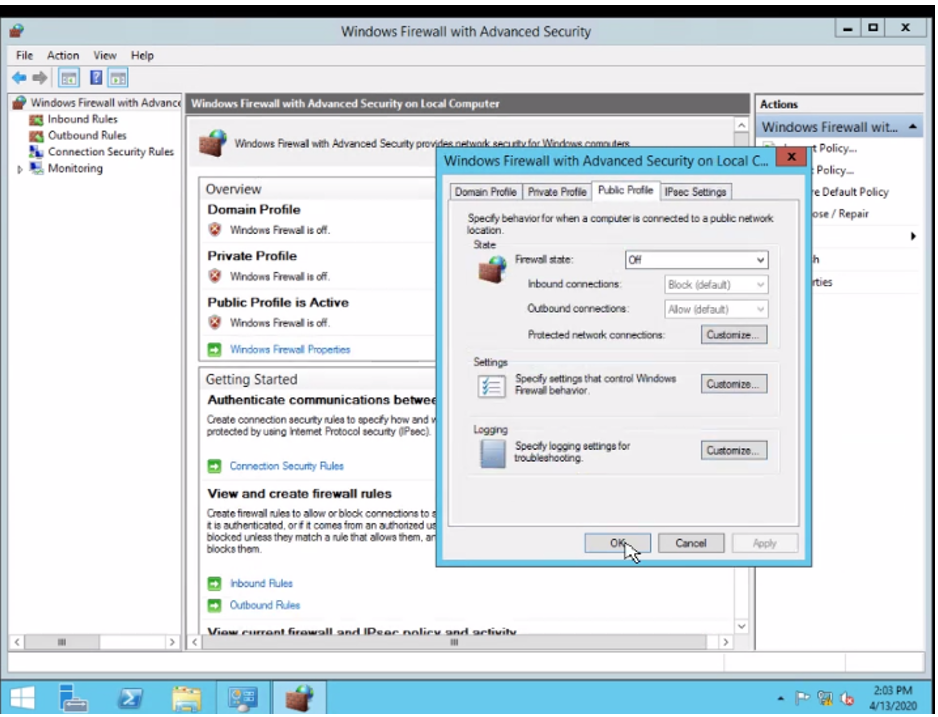 Windows Firewall with Advanced Security
File Action View Help
Windows Firewall with Advance
Inbound Rules
Outbound Rules
Connection Security Rules
Monitoring
Windows Firewall with Advanced Security on Local Computer
Windows Firewall with Advanced Security provides network security for Windows computers.
Overview
Domain Profile
Windows Firewall is off.
Private Profile
Windows Firewall is off.
Public Profile is Active
Windows Firewall is off.
Windows Firewall Properties
Getting Started
Authenticate communications betwee
Create connection security rules to specify how and w
protected by using Internet Protocol security (IPsec).
Connection Security Rules
View and create firewall rules
Create firewall rules to allow or block connections to s
it is authenticated, or if it comes from an authorized us
blocked unless they match a rule that allows them, an
blocks them.
Inbound Rules
Outbound Rules
View current firewall and IPsec policy and activity
Windows Firewall with Advanced Security on Local C...
Domain Profile Private Profile Public Profile IPsec Settings
Specify behavior for when a computer is connected to a public network
location.
State
Firewall state: Off
Inbound connections: Block (default)
Outbound connections: Allow (default)
Protected network connections: Customize...
Settings
Specify settings that control Windows
Firewall behavior.
Customize...
Logging
Specify logging settings for
troubleshooting.
Customize...
OK Cancel Apply
Actions
Windows Firewall wit...
t Policy...
Policy...
re Default Policy
ose / Repair
h
rties
2:03 PM
4/13/2020